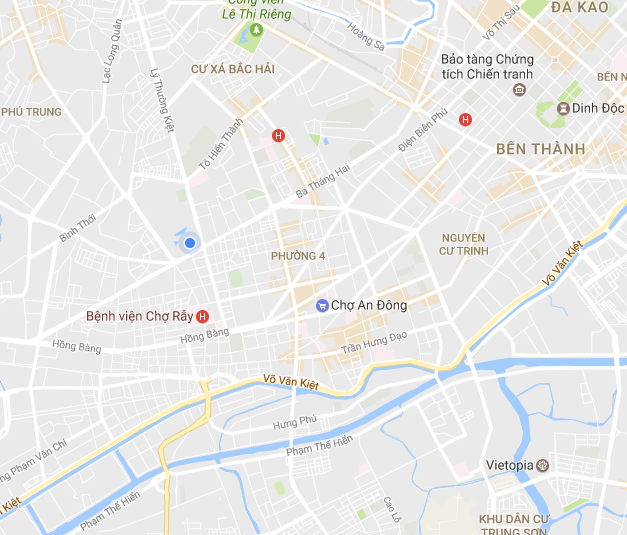 Công viên
Lê Thị Riêng
ĐA KAO
Hoàng Sa
Võ Thị Sáu
Lạc Long Quân
CƯ XÁ BẮC HẢI
Lý Thường Kiệt
Bảo tàng Chứng
tích Chiến tranh
BẾN N
PHÚ TRUNG
Dinh Độc
Tô Hiến Thành
H
H
Điện Biên Phủ
BẾN THÀNH
Ba Tháng Hai
Bình Thới
NGUYỄN
CƯ TRINH
PHƯỜNG 4
Võ Văn Kiệt
Chợ An Đông
Bệnh viện Chợ Rẫy
H
Hồng Bàng
Hồng Bàng
Trần Hưng Đạo
Võ Văn Kiệt
Hưng Phú
Phạm Thế Hiển
ng Phạm Văn Chí
Vietopia
Kiệt
Phạm Thế Hiển
Cao Lỗ
KHU DÂN CƯ
TRUNG SƠN